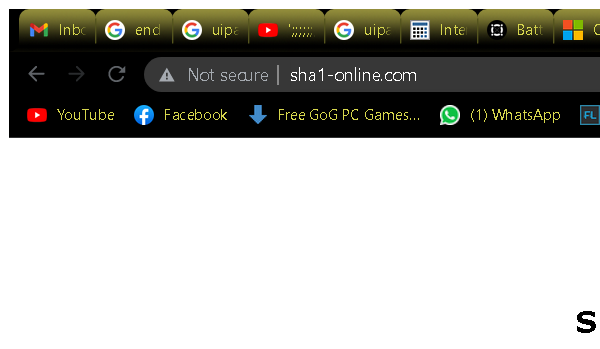 Inbo end uipa ';;;;;; uipa Inte Batt C
Not secure | sha1-online.com
YouTube Facebook Free GoG PC Games... (1) WhatsApp FL
S